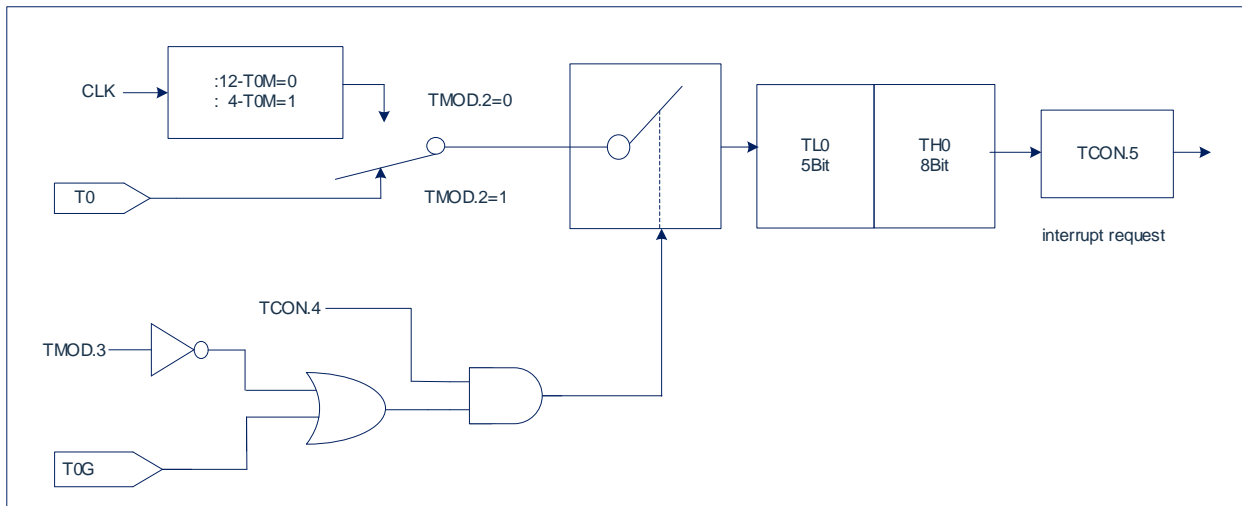 :12-T0M=0
: 4-T0M=1
CLK
TMOD.2=0
TMOD.2=1
T0
TL0
5Bit
TH0
8Bit
TCON.5
interrupt request
TCON.4
TMOD.3
T0G